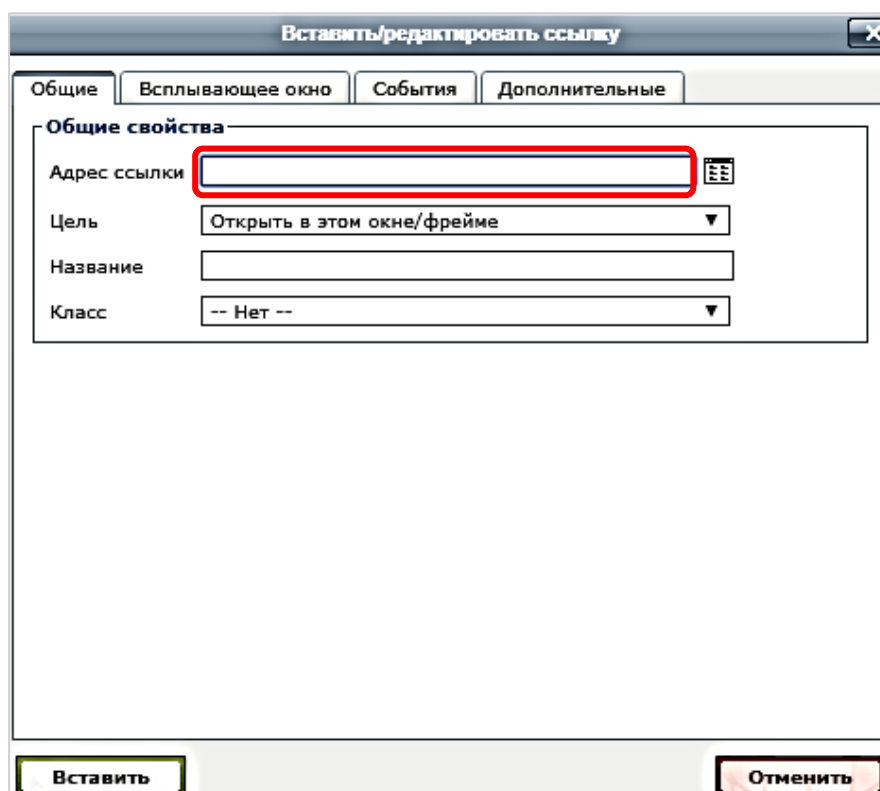 Вставить/редактировать ссылку
Общие Всплывающее окно События Дополнительные
Общие свойства
Адрес ссылки
Цель Открыть в этом окне/фрейме
Название
Класс -- Нет --
Вставить Отменить